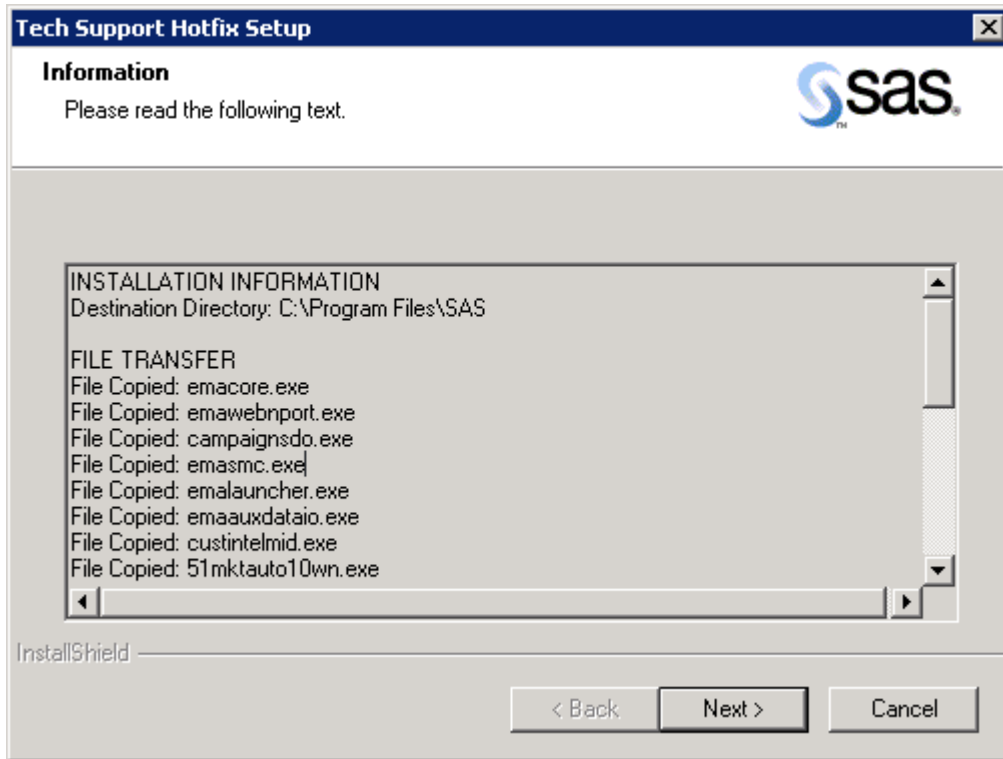 Tech Support Hotfix Setup
Information
Please read the following text.
sas®
TM
INSTALLATION INFORMATION
Destination Directory: C:\Program Files\SAS
FILE TRANSFER
File Copied: emacore.exe
File Copied: emawebnport.exe
File Copied: campaignsdo.exe
File Copied: emasmc.exe
File Copied: emalauncher.exe
File Copied: emaauxdataio.exe
File Copied: custintelmid.exe
File Copied: 51mktauto10wn.exe
InstallShield
< Back
Next >
Cancel